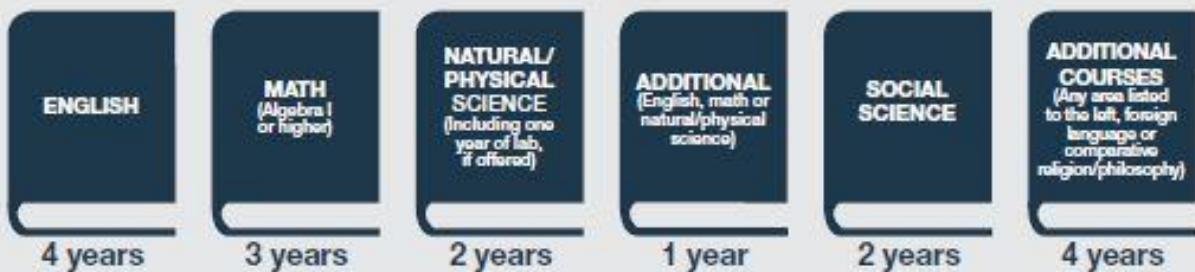 ENGLISH
4 years
MATH
(Algebra I
or higher)
3 years
NATURAL/
PHYSICAL
SCIENCE
(Including one
year of lab,
if offered)
2 years
ADDITIONAL
(English, math or
natural/physical
science)
1 year
SOCIAL
SCIENCE
2 years
ADDITIONAL
COURSES
(Any area listed
to the left, foreign
language or
comparative
religion/philosophy)
4 years